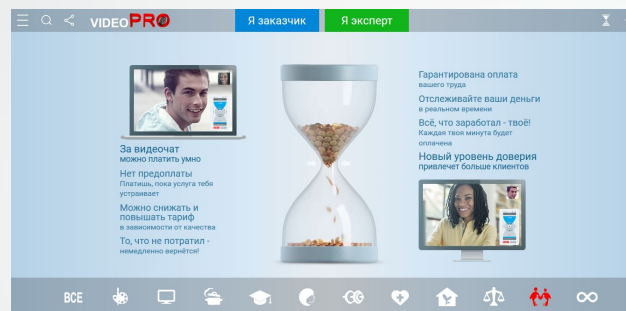 VIDEOPRO
Я заказчик
Я эксперт
За видеочат
можно платить умно
Нет предоплаты
Платишь, пока услуга тебя
устраивает
Можно снижать и
повышать тариф
в зависимости от качества
То, что не потратил -
немедленно вернётся!
Гарантирована оплата
вашего труда
Отслеживайте ваши деньги
в реальном времени
Всё, что заработал - твоё!
Каждая твоя минута будет
оплачена
Новый уровень доверия
привлечет больше клиентов
ВСЕ